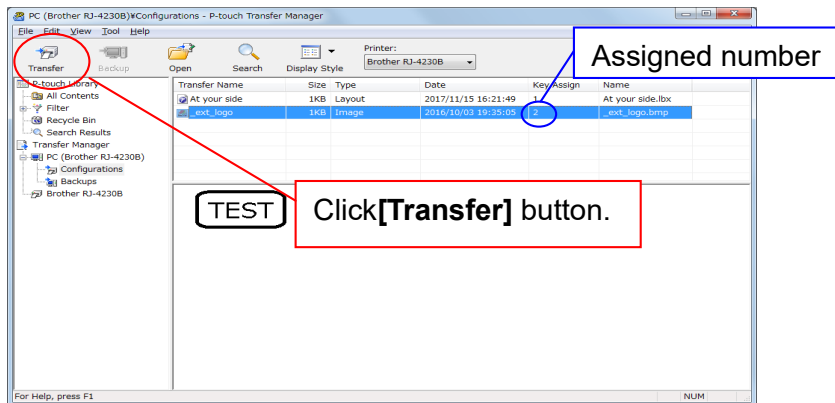 PC (Brother RJ-4230B)¥Configurations - P-touch Transfer Manager
File Edit View Tool Help
Transfer Backup Open Search Display Style
Printer:
Brother RJ-4230B
Assigned number
P-touch Library
All Contents
Filter
Recycle Bin
Search Results
Transfer Manager
PC (Brother RJ-4230B)
Configurations
Backups
Brother RJ-4230B
Transfer Name Size Type Date Key Assign Name
At your side 1KB Layout 2017/11/15 16:21:49 1 At your side.lbx
_ext_logo 1KB Image 2016/10/03 19:35:05 2 _ext_logo.bmp
TEST
Click[Transfer] button.
For Help, press F1
NUM